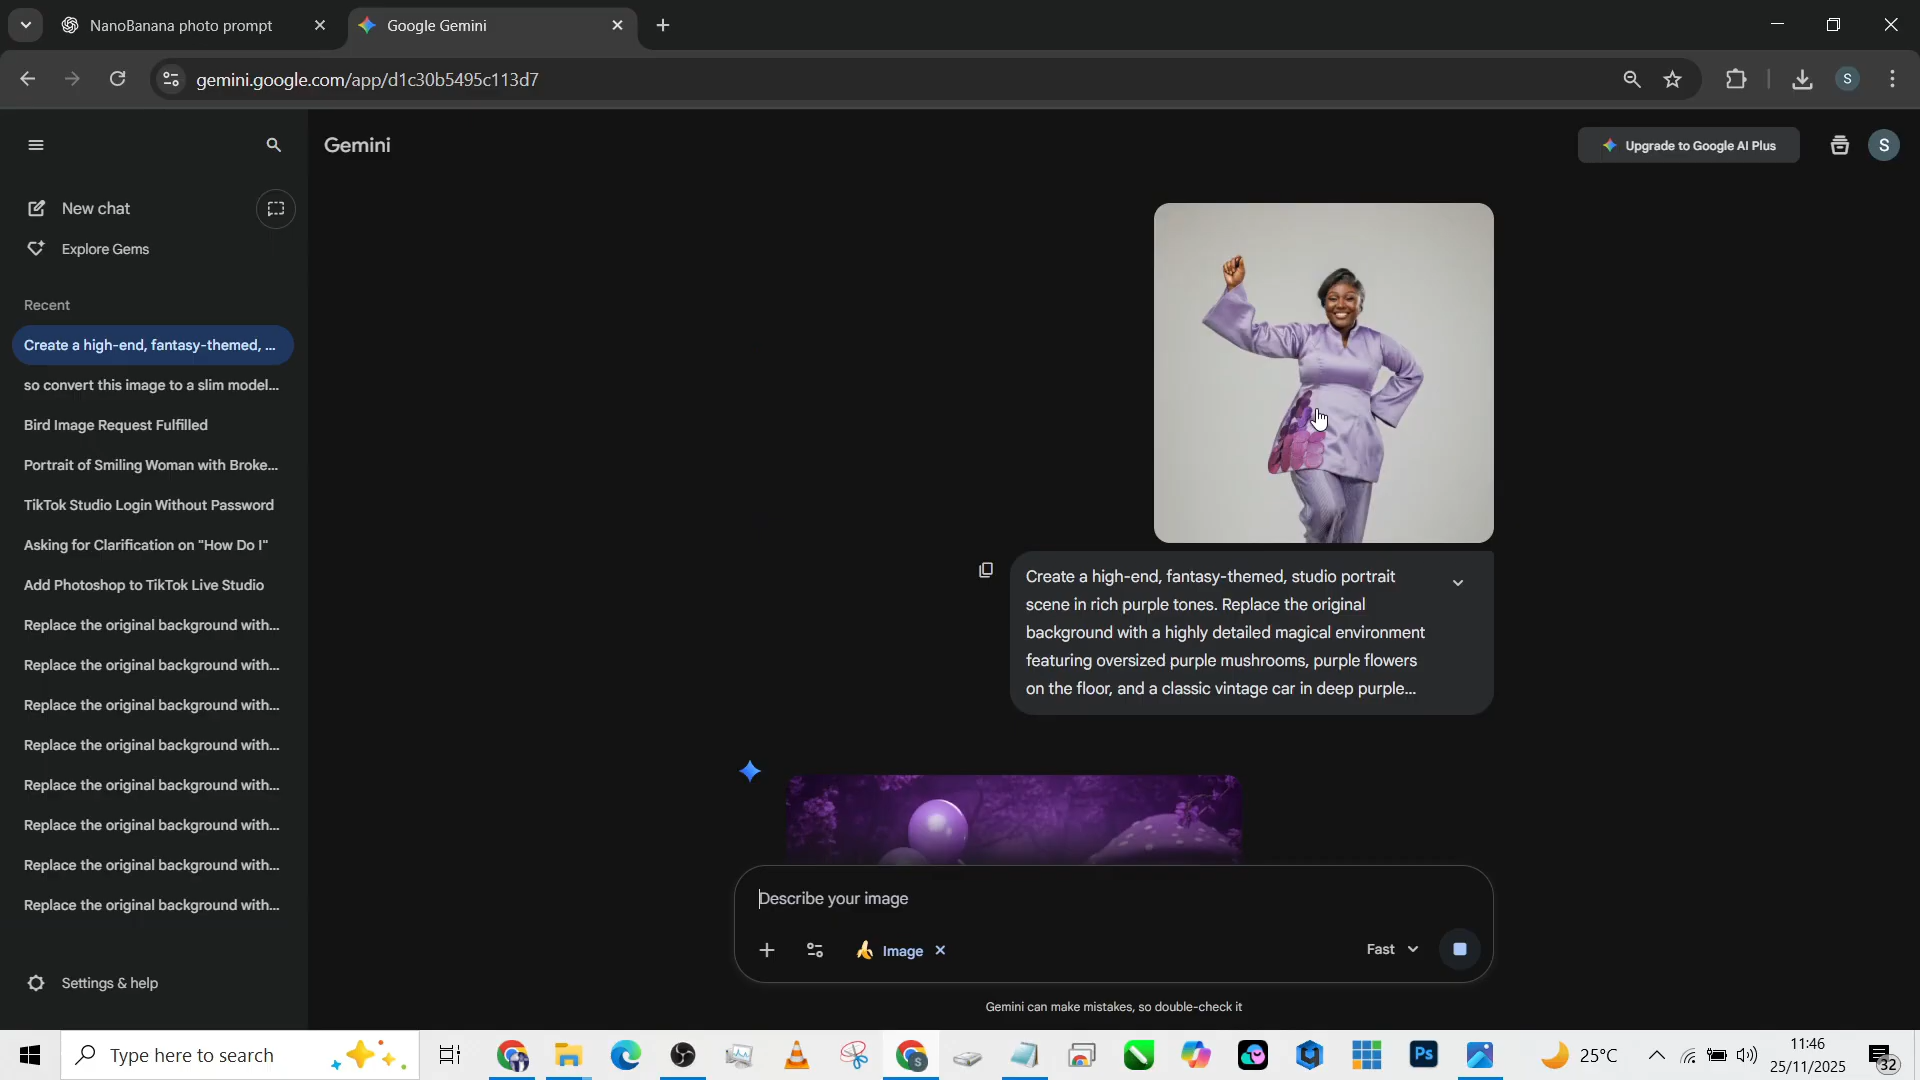 NanoBanana photo prompt
Google Gemini
gemini.google.com/app/d1c30b5495c113d7
S
Gemini
Upgrade to Google AI Plus
S
New chat
Explore Gems
Recent
Create a high-end, fantasy-themed, ...
so convert this image to a slim model...
Bird Image Request Fulfilled
Portrait of Smiling Woman with Broke...
TikTok Studio Login Without Password
Asking for Clarification on "How Do I"
Add Photoshop to TikTok Live Studio
Replace the original background with...
Replace the original background with...
Replace the original background with...
Replace the original background with...
Replace the original background with...
Replace the original background with...
Replace the original background with...
Replace the original background with...
Settings & help
Create a high-end, fantasy-themed, studio portrait
scene in rich purple tones. Replace the original
background with a highly detailed magical environment
featuring oversized purple mushrooms, purple flowers
on the floor, and a classic vintage car in deep purple...
Describe your image
Image
Fast
Gemini can make mistakes, so double-check it
Type here to search
S
Ps
25°C
11:46
25/11/2025
32